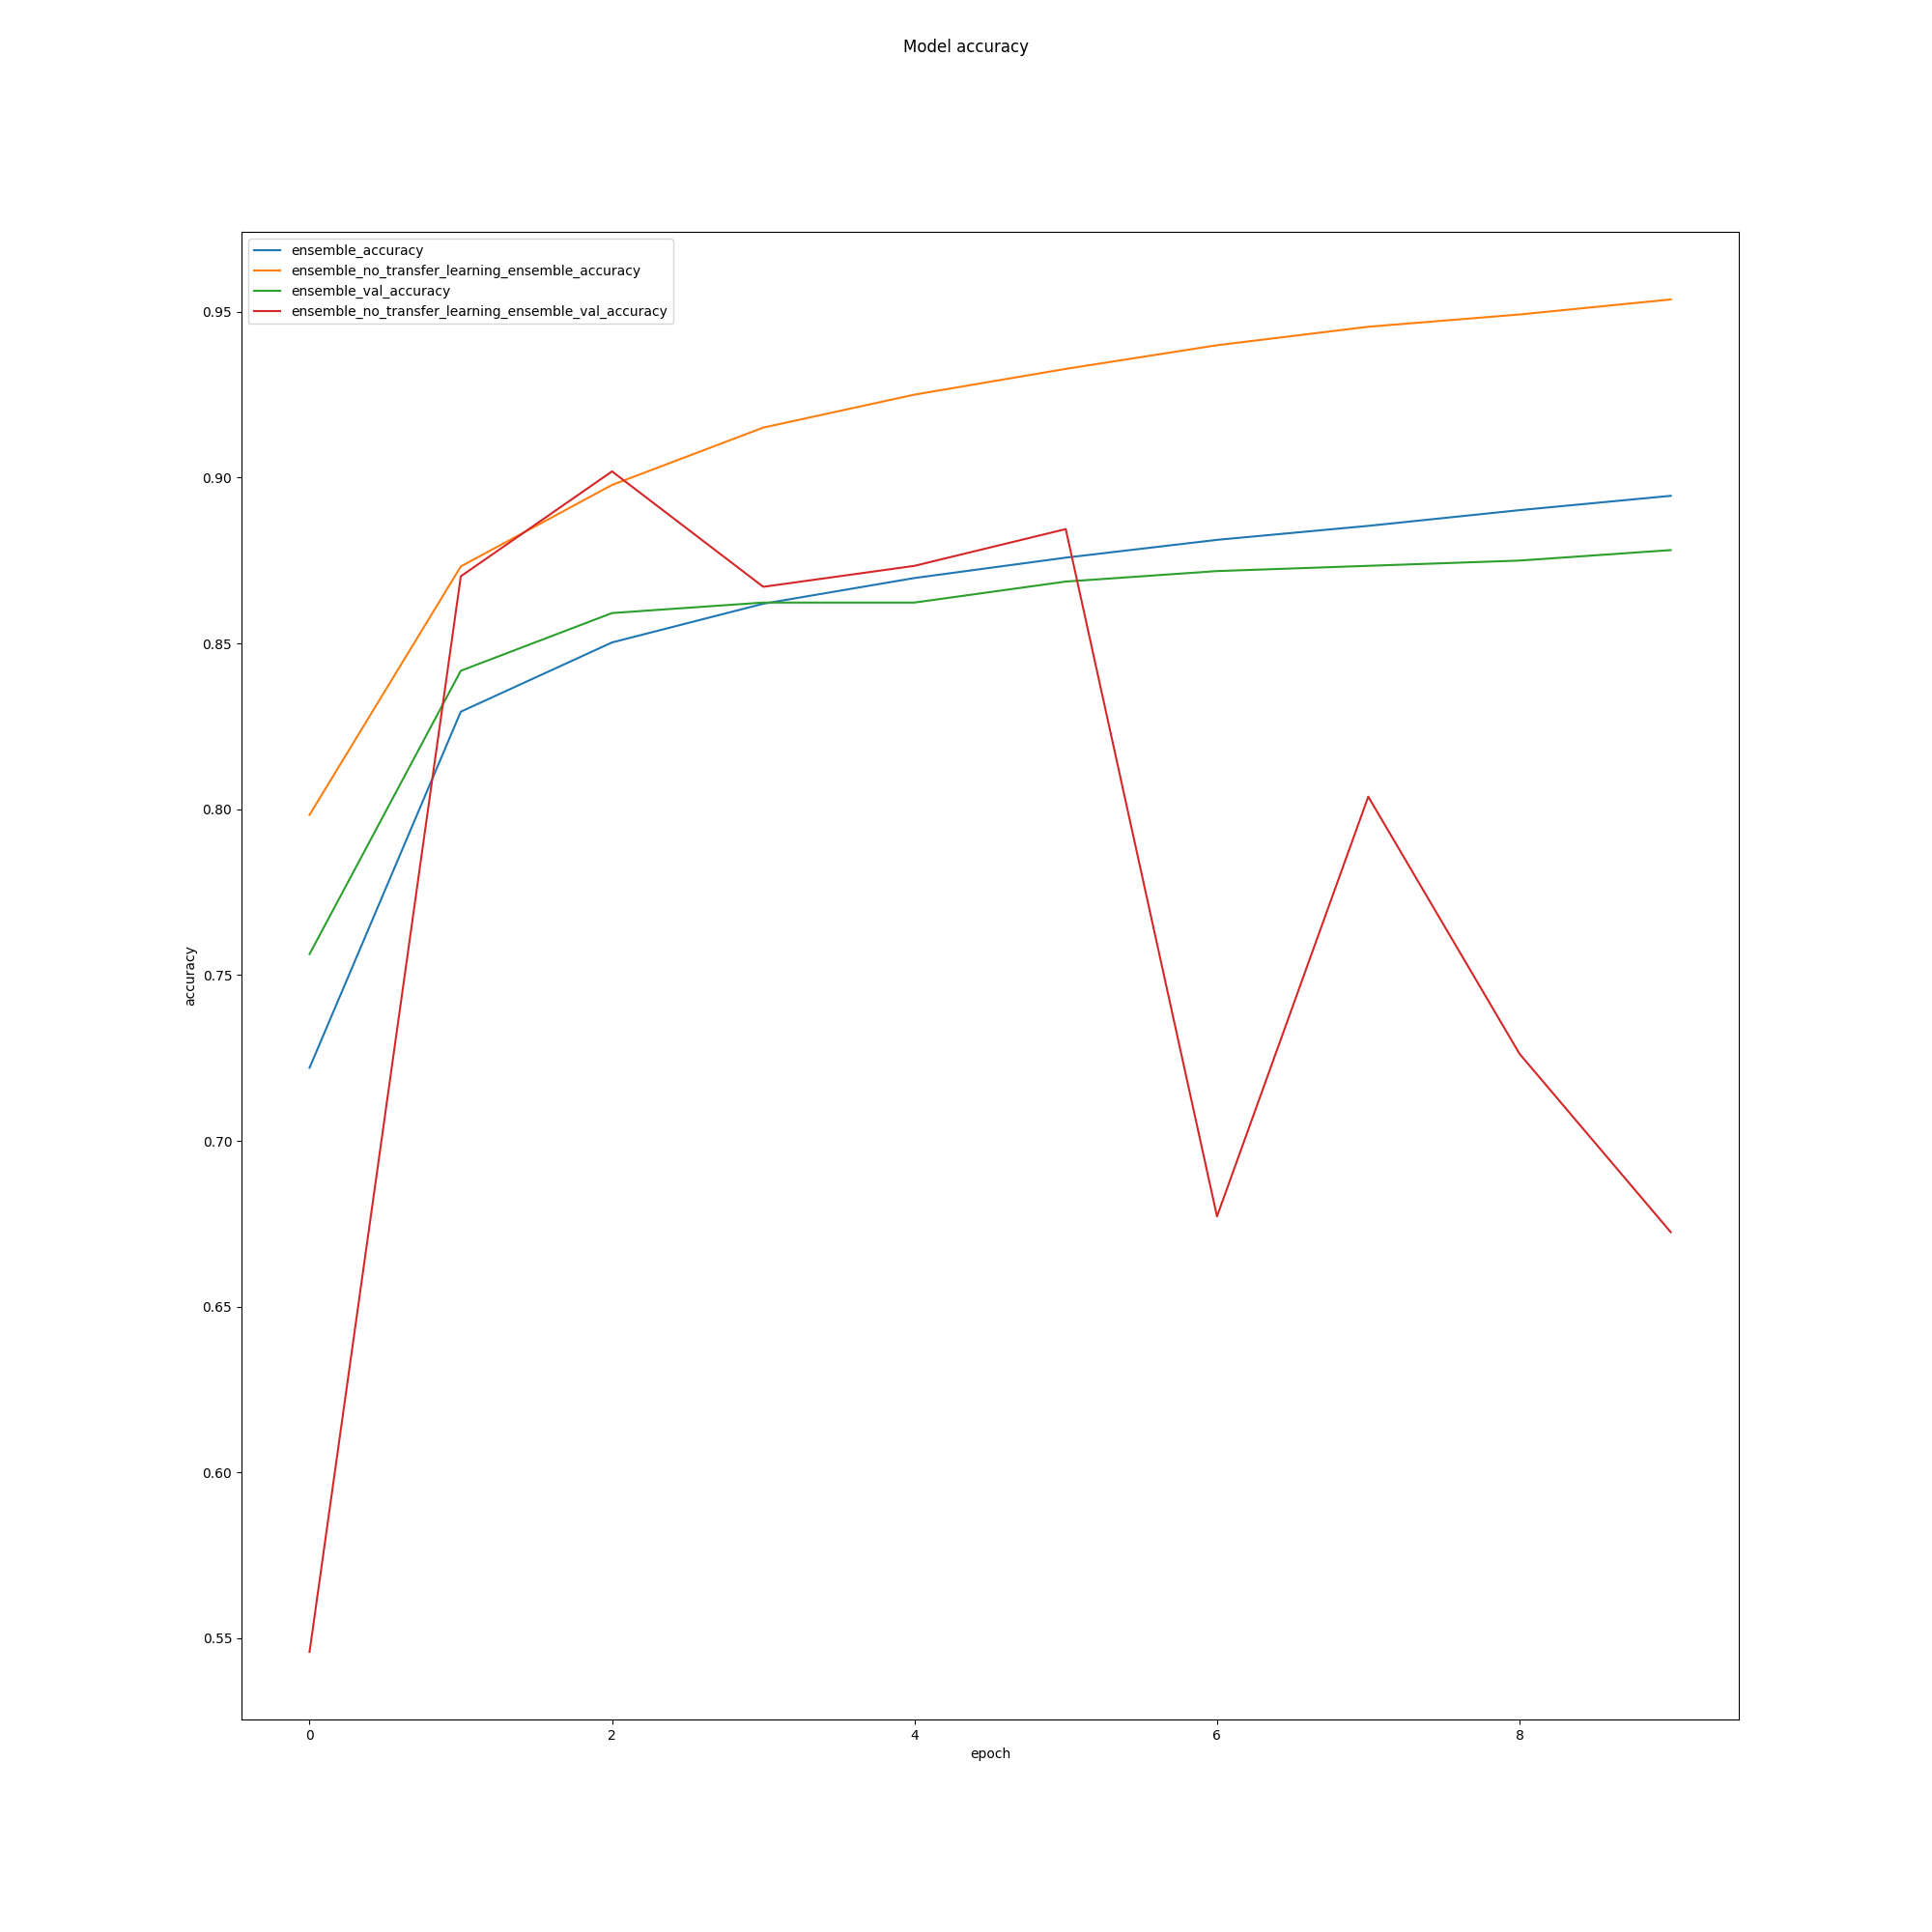 Model accuracy
ensemble_accuracy
ensemble_no_transfer_learning_ensemble_accuracy
ensemble_val_accuracy
ensemble_no_transfer_learning_ensemble_val_accuracy
0.95
0.90
0.85
0.80
0.75
0.70
0.65
0.60
0.55
accuracy
0 2 4 6 8
epoch